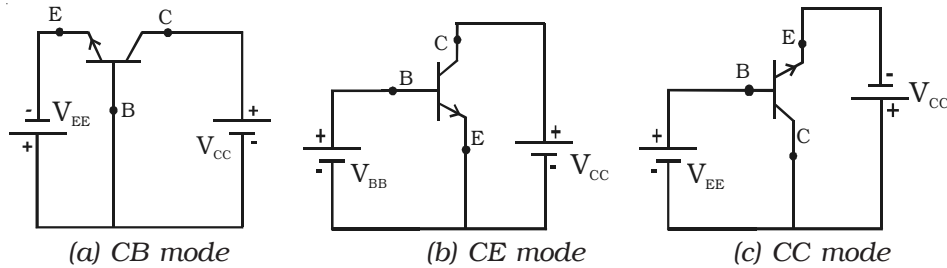 E C
- V_EE B + V_CC -
+
(a) CB mode
C
B
+ E + V_CC
- V_BB -
(b) CE mode
E
B - V_CC
+ +
- V_EE C
(c) CC mode